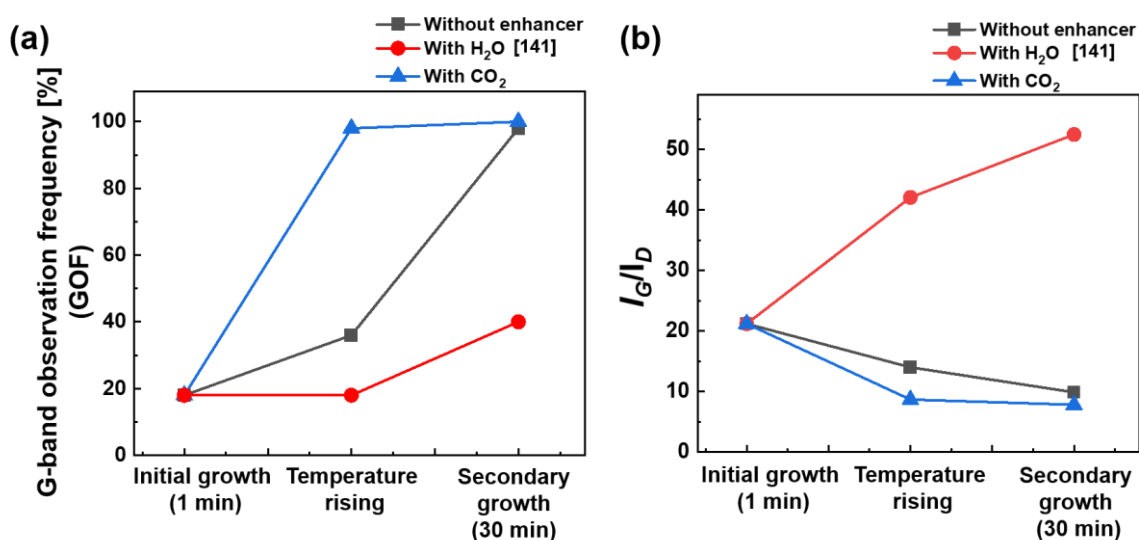 (a)
Without enhancer
With H₂O [141]
With CO₂
G-band observation frequency [%]
(GOF)
100
80
60
40
20
0
Initial growth
(1 min)
Temperature
rising
Secondary
growth
(30 min)
(b)
Without enhancer
With H₂O [141]
With CO₂
I_G/I_D
50
40
30
20
10
0
Initial growth
(1 min)
Temperature
rising
Secondary
growth
(30 min)